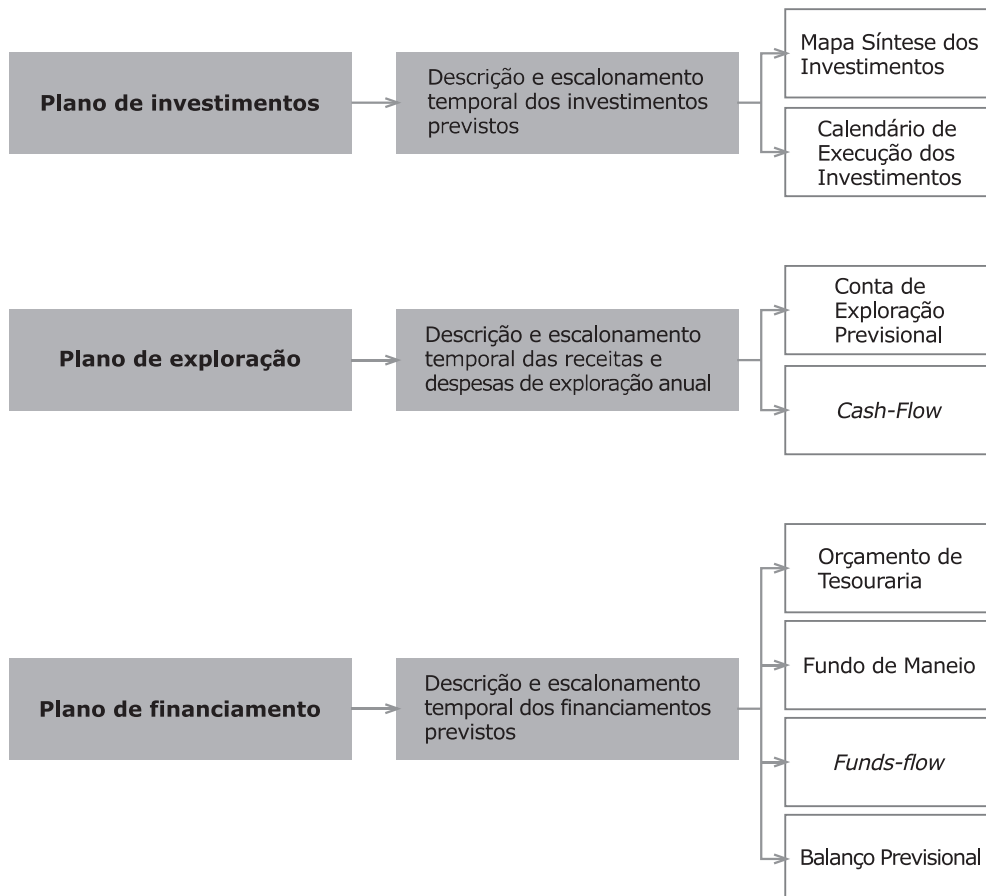 Plano de investimentos
Descrição e escalonamento
temporal dos investimentos
previstos
Mapa Síntese dos
Investimentos
Calendário de
Execução dos
Investimentos
Plano de exploração
Descrição e escalonamento
temporal das receitas e
despesas de exploração anual
Conta de
Exploração
Previsional
Cash-Flow
Plano de financiamento
Descrição e escalonamento
temporal dos financiamentos
previstos
Orçamento de
Tesouraria
Fundo de Maneio
Funds-flow
Balanço Previsional